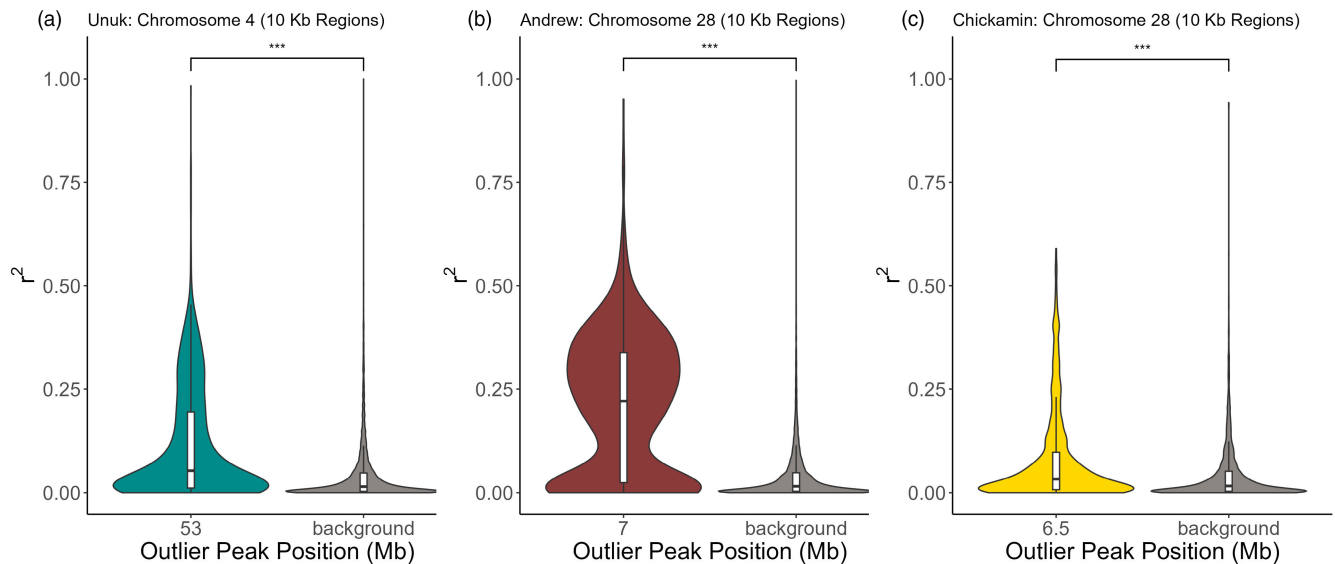 (a) Unuk: Chromosome 4 (10 Kb Regions)
***
1.00
0.75
0.50
0.25
0.00
r2
53 background
Outlier Peak Position (Mb)
(b) Andrew: Chromosome 28 (10 Kb Regions)
***
1.00
0.75
0.50
0.25
0.00
r2
7 background
Outlier Peak Position (Mb)
(c) Chickamin: Chromosome 28 (10 Kb Regions)
***
1.00
0.75
0.50
0.25
0.00
r2
6.5 background
Outlier Peak Position (Mb)